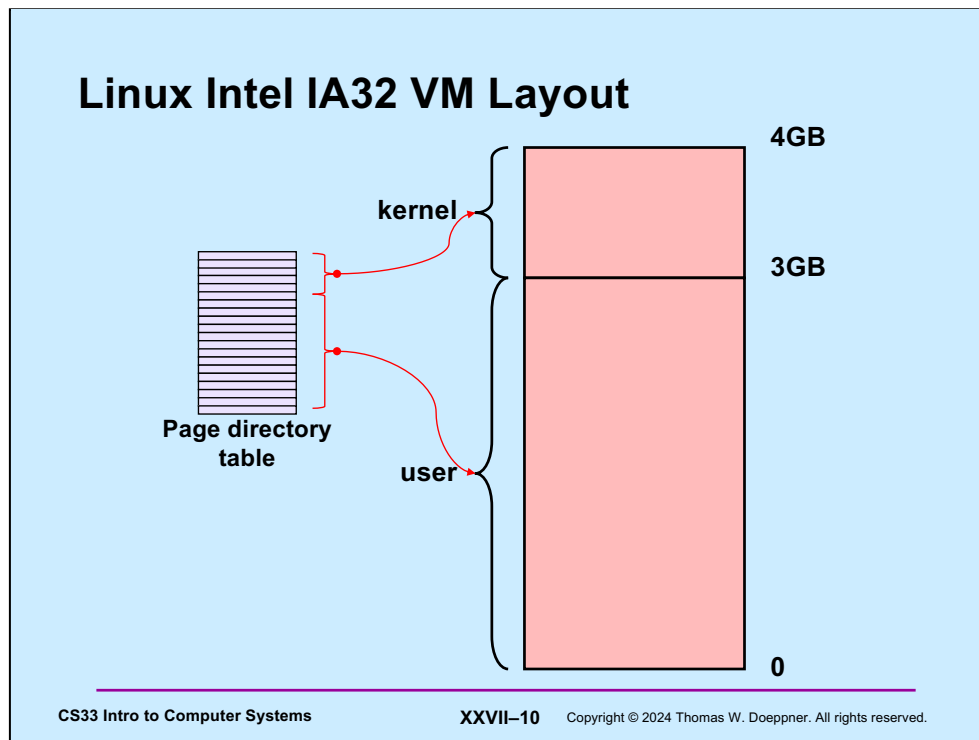 Linux Intel IA32 VM Layout
4GB
kernel
3GB
Page directory
table
user
0
CS33 Intro to Computer Systems
XXVII–10
Copyright © 2024 Thomas W. Doeppner. All rights reserved.